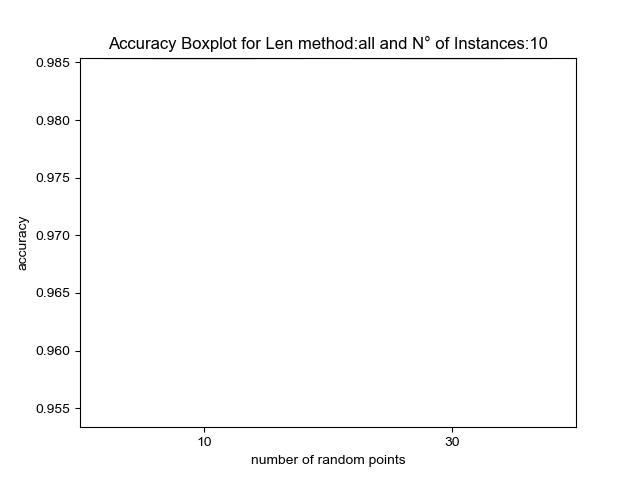 Accuracy Boxplot for Len method:all and N° of Instances:10
0.985
0.980
0.975
0.970
0.965
0.960
0.955
accuracy
10 30
number of random points